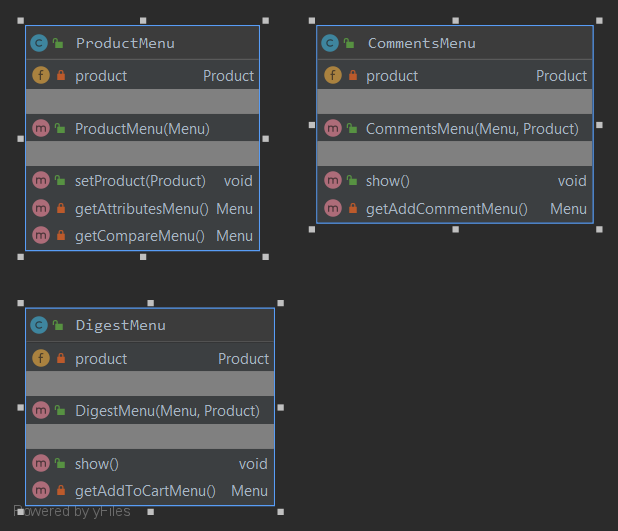 ProductMenu
product Product
ProductMenu(Menu)
setProduct(Product) void
getAttributesMenu() Menu
getCompareMenu() Menu
CommentsMenu
product Product
CommentsMenu(Menu, Product)
show() void
getAddCommentMenu() Menu
DigestMenu
product Product
DigestMenu(Menu, Product)
show() void
getAddToCartMenu() Menu
Powered by yFiles